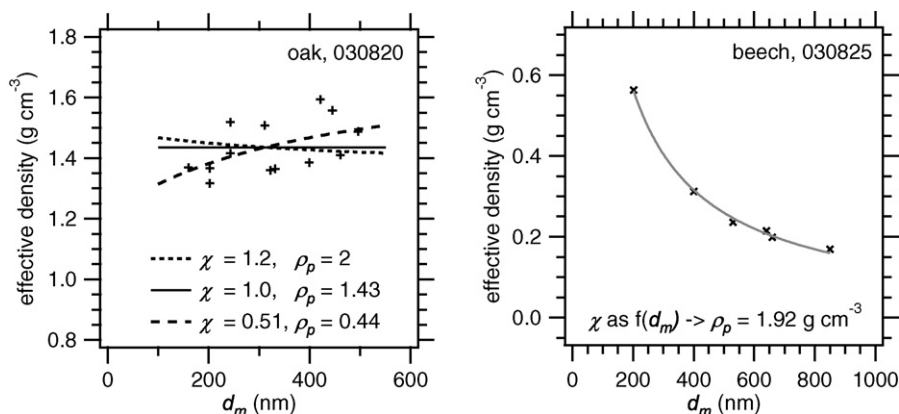 oak, 030820
effective density (g cm⁻³)
1.8
1.6
1.4
1.2
1.0
0.8
χ = 1.2, ρp = 2
χ = 1.0 ρp = 1.43
χ = 0.51, ρp = 0.44
0 200 400 600
dm (nm)
beech, 030825
effective density (g cm⁻³)
0.6
0.4
0.2
0.0
χ as f(dm) -> ρp = 1.92 g cm⁻³
0 200 400 600 800 1000
dm (nm)